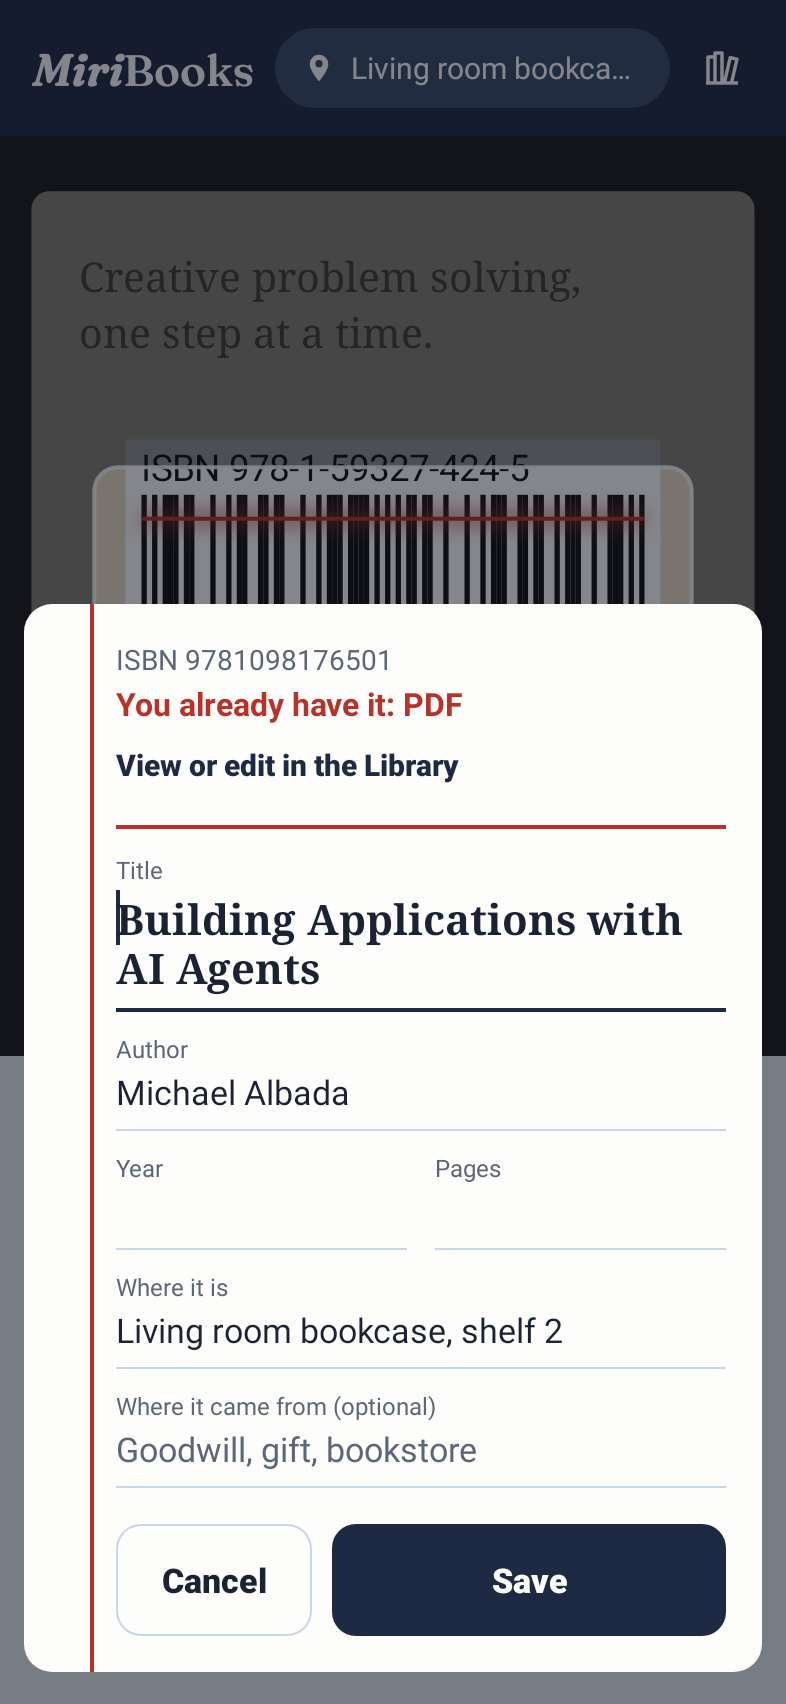 MiriBooks
Living room bookca...
Creative problem solving,
one step at a time.
ISBN 978-1-59327-424-5
ISBN 9781098176501
You already have it: PDF
View or edit in the Library
Title
Building Applications with
AI Agents
Author
Michael Albada
Year Pages
Where it is
Living room bookcase, shelf 2
Where it came from (optional)
Goodwill, gift, bookstore
Cancel Save